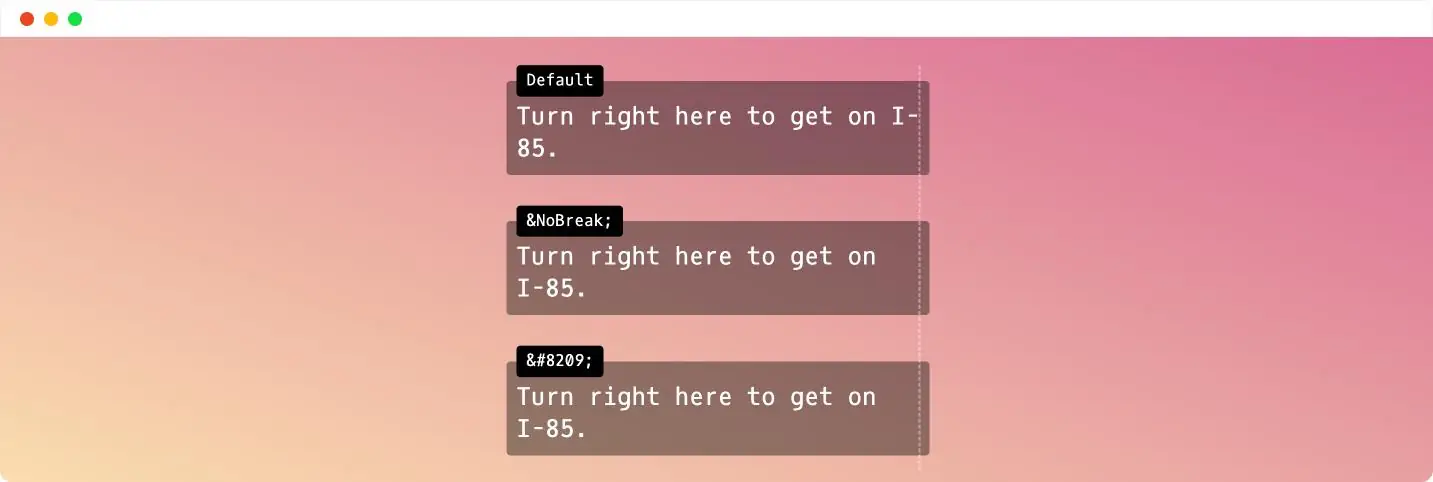 Default
Turn right here to get on I-
85.
&NoBreak;
Turn right here to get on
I-85.
&#8209;
Turn right here to get on
I‑85.